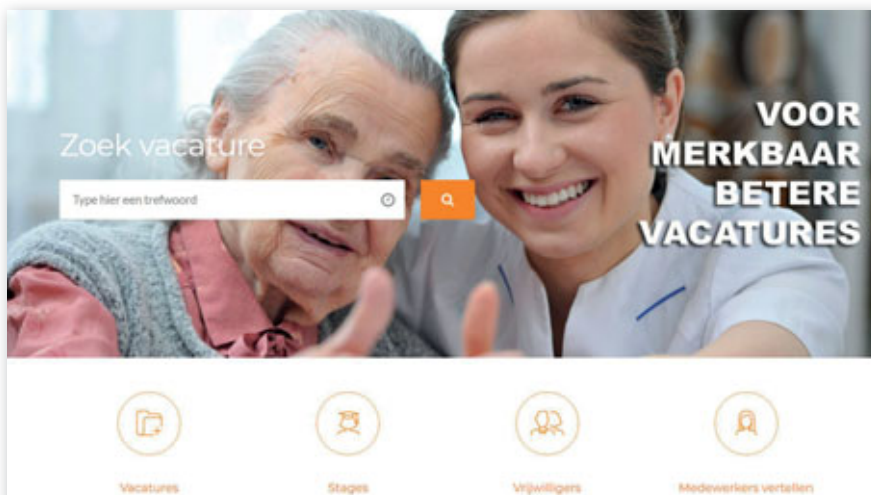 Zoek vacature
Type hier een trefwoord
VOOR
MERKBAAR
BETERE
VACATURES
Vacatures
Stages
Vrijwilligers
Medewerkers vertellen